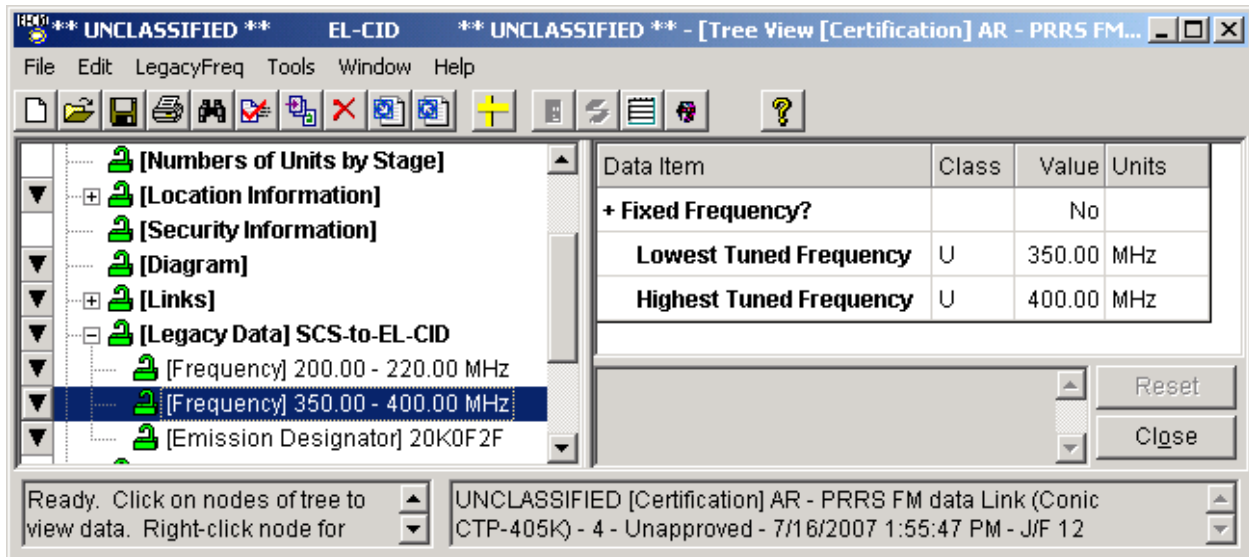 ** UNCLASSIFIED ** EL-CID ** UNCLASSIFIED ** - [Tree View [Certification] AR - PRRS FM...
File Edit LegacyFreq Tools Window Help
[Numbers of Units by Stage]
[Location Information]
[Security Information]
[Diagram]
[Links]
[Legacy Data] SCS-to-EL-CID
[Frequency] 200.00 - 220.00 MHz
[Frequency] 350.00 - 400.00 MHz
[Emission Designator] 20K0F2F
Data Item Class Value Units
+ Fixed Frequency? No
Lowest Tuned Frequency U 350.00 MHz
Highest Tuned Frequency U 400.00 MHz
Reset
Close
Ready. Click on nodes of tree to
view data. Right-click node for
UNCLASSIFIED [Certification] AR - PRRS FM data Link (Conic
CTP-405K) - 4 - Unapproved - 7/16/2007 1:55:47 PM - J/F 12